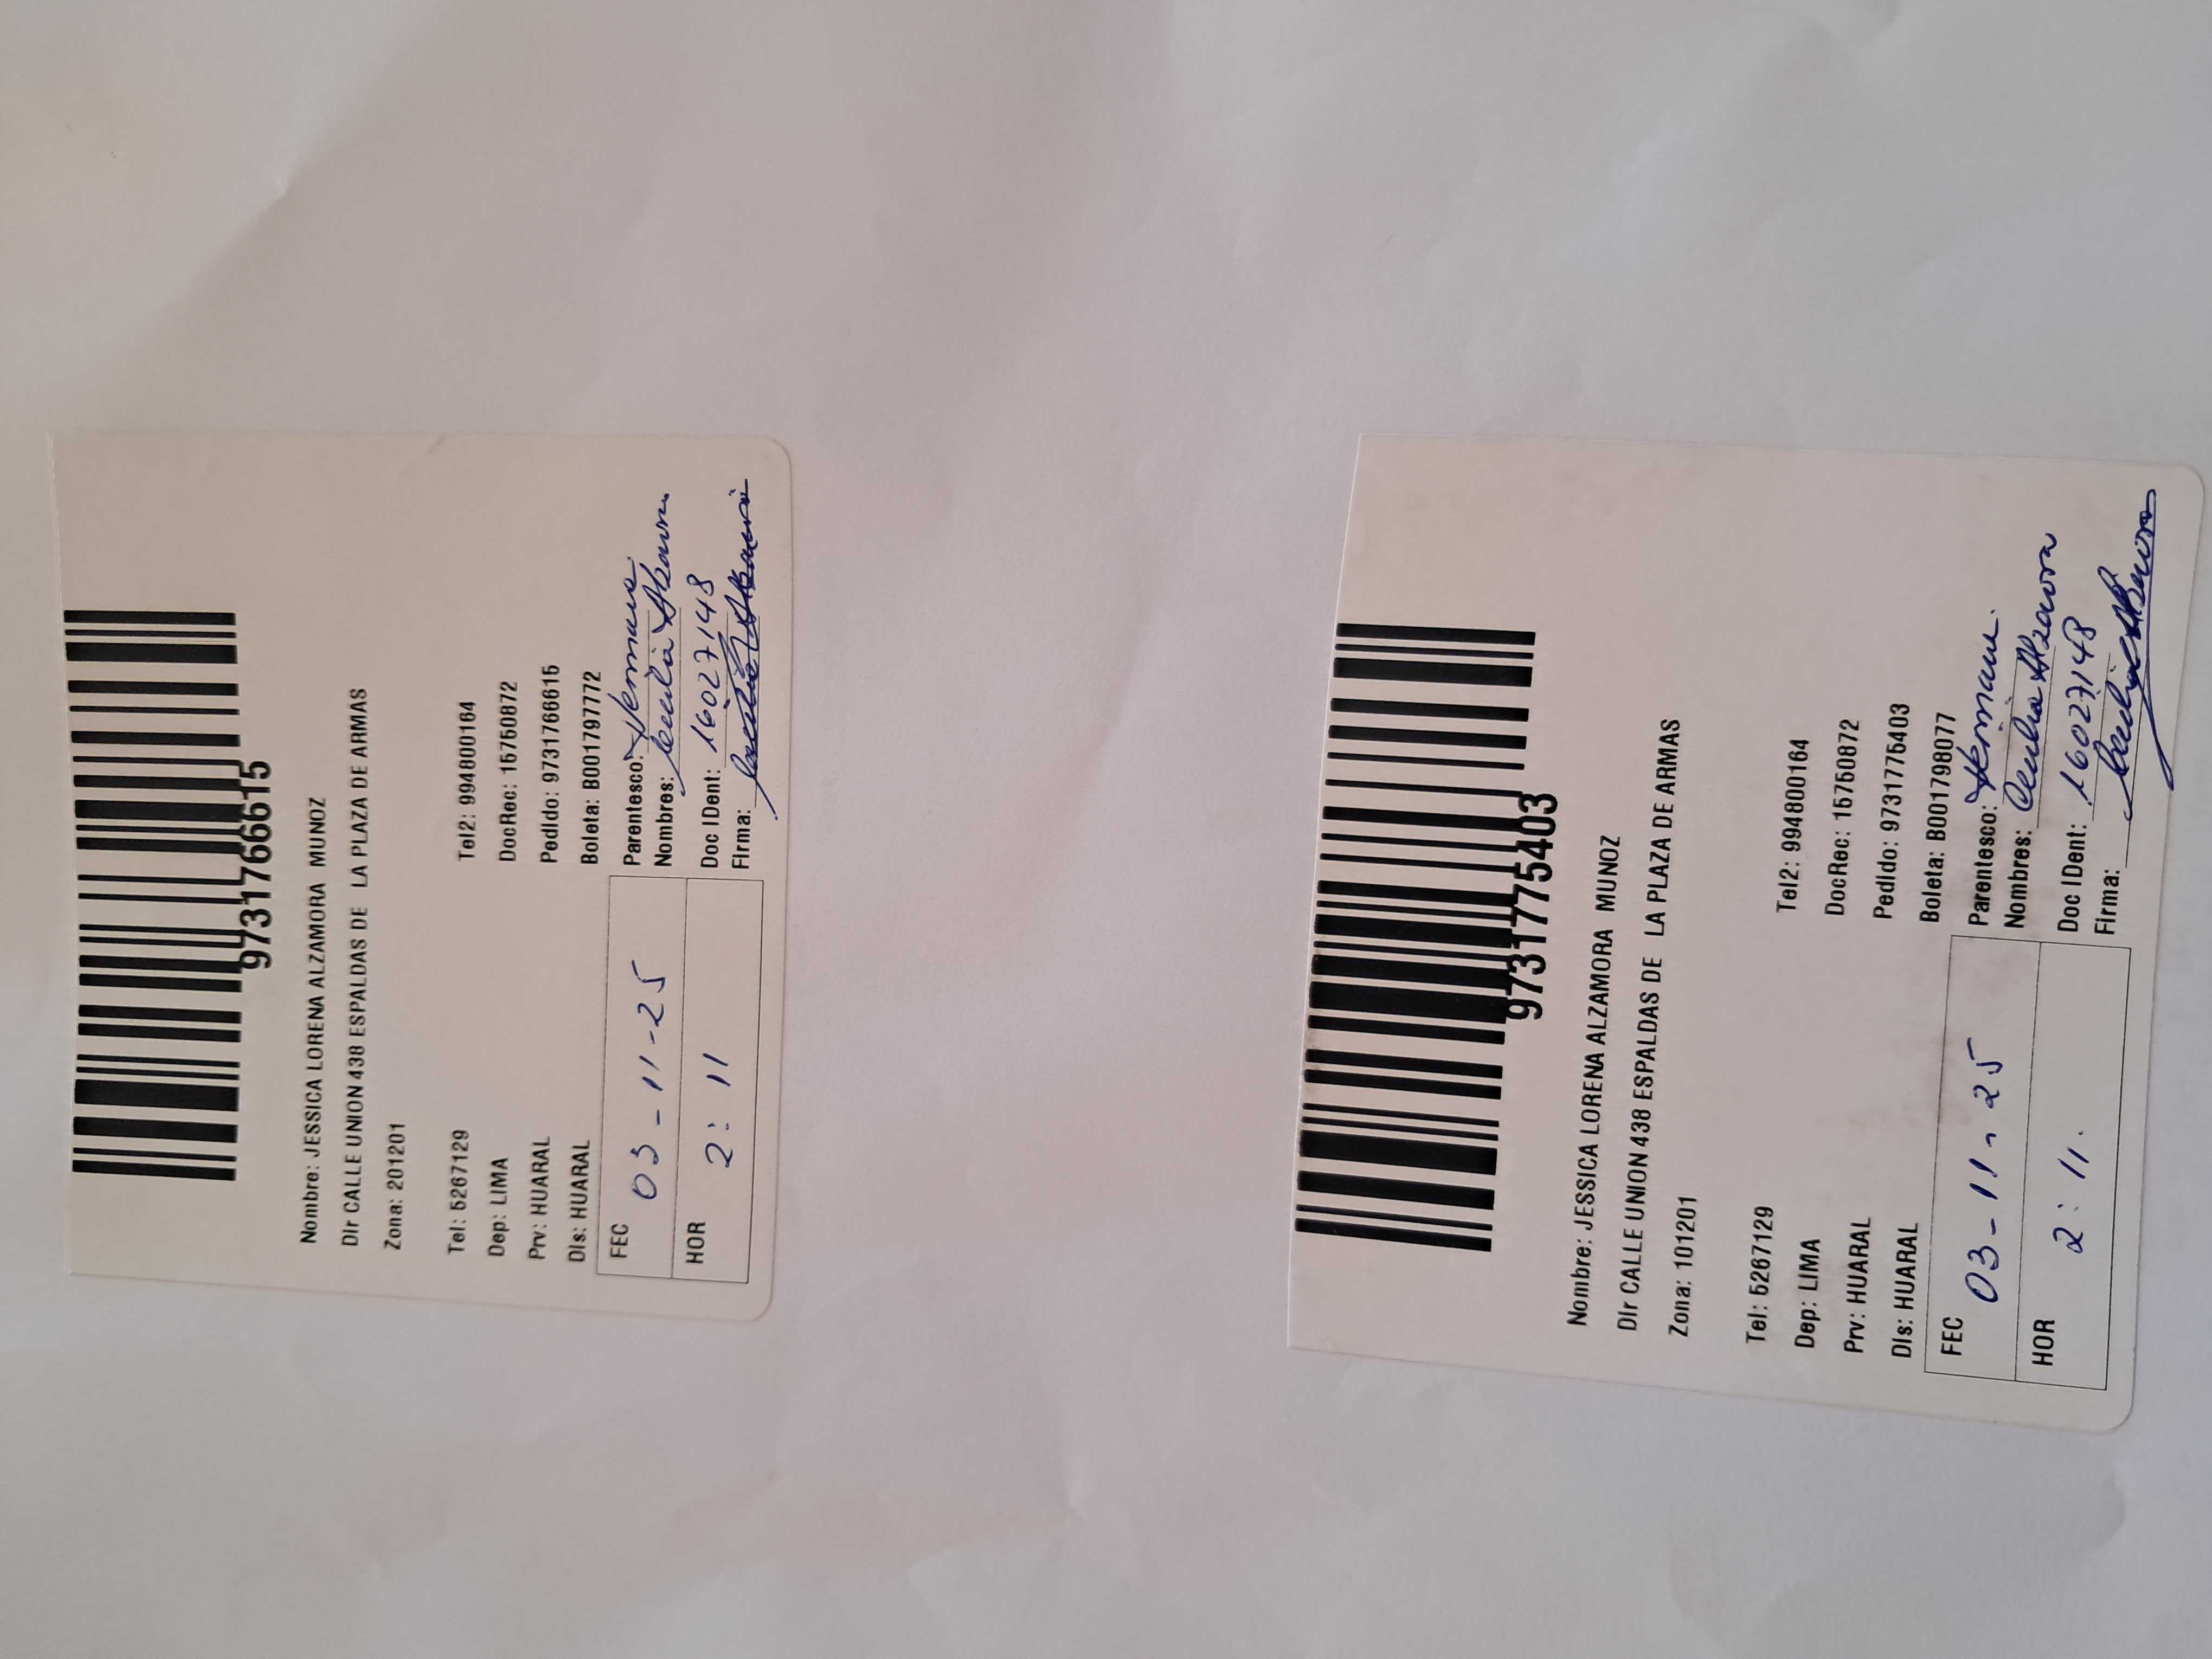 9731766615
Nombre: JESSICA LORENA ALZAMORA MUNOZ
Dir CALLE UNION 438 ESPALDAS DE LA PLAZA DE ARMAS
Zona: 201201
Tel: 5267129 Tel2: 994800164
Dep: LIMA DocRec: 15750872
Prv: HUARAL Pedido: 9731766615
Dis: HUARAL Boleta: B001797772
FEC 03-11-25 Parentesco: Hermana
Nombres: Cecilia Alzamora
HOR 2:11 Doc IDent: 16027148
Firma: Cecilia Alzamora
9731775403
Nombre: JESSICA LORENA ALZAMORA MUNOZ
Dir CALLE UNION 438 ESPALDAS DE LA PLAZA DE ARMAS
Zona: 101201
Tel: 5267129 Tel2: 994800164
Dep: LIMA DocRec: 15750872
Prv: HUARAL Pedido: 9731775403
Dis: HUARAL Boleta: B001798077
FEC 03-11-25 Parentesco: Hermana.
Nombres: Cecilia Alzamora
HOR 2:11. Doc IDent: 16027148
Firma: Cecilia Alzamora